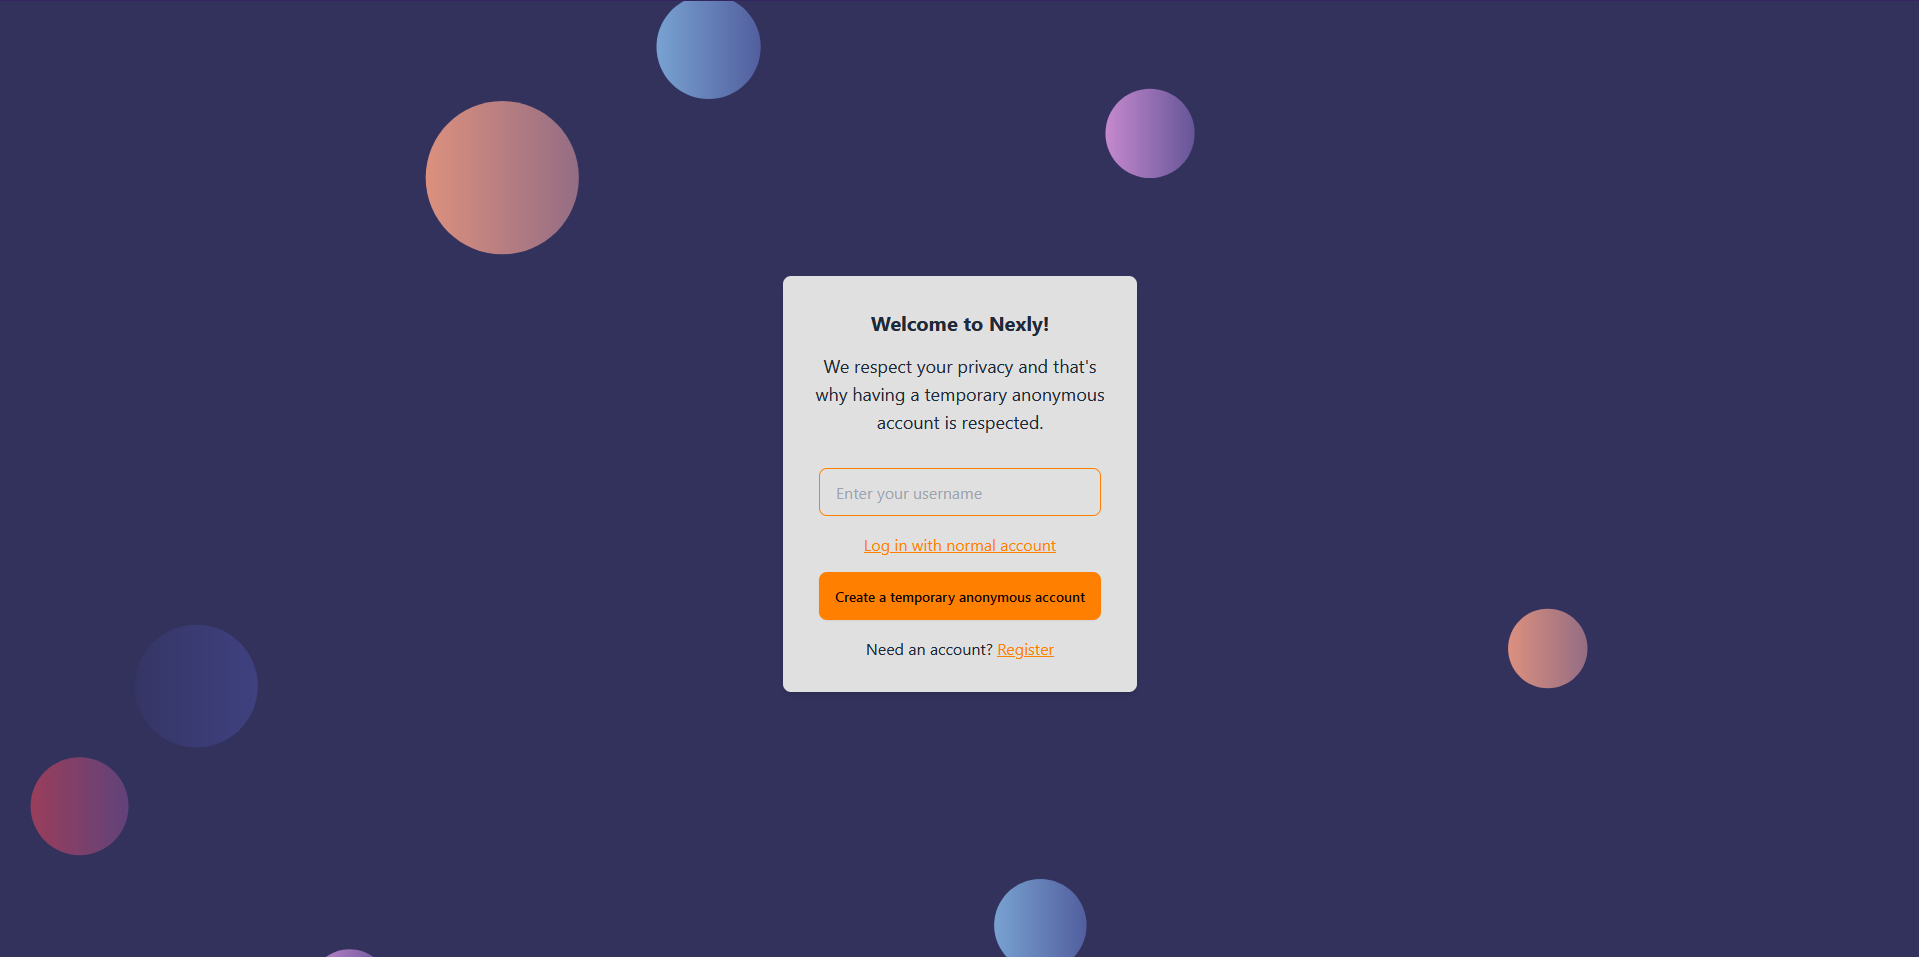 Welcome to Nexly!
We respect your privacy and that's
why having a temporary anonymous
account is respected.
Enter your username
Log in with normal account
Create a temporary anonymous account
Need an account? Register